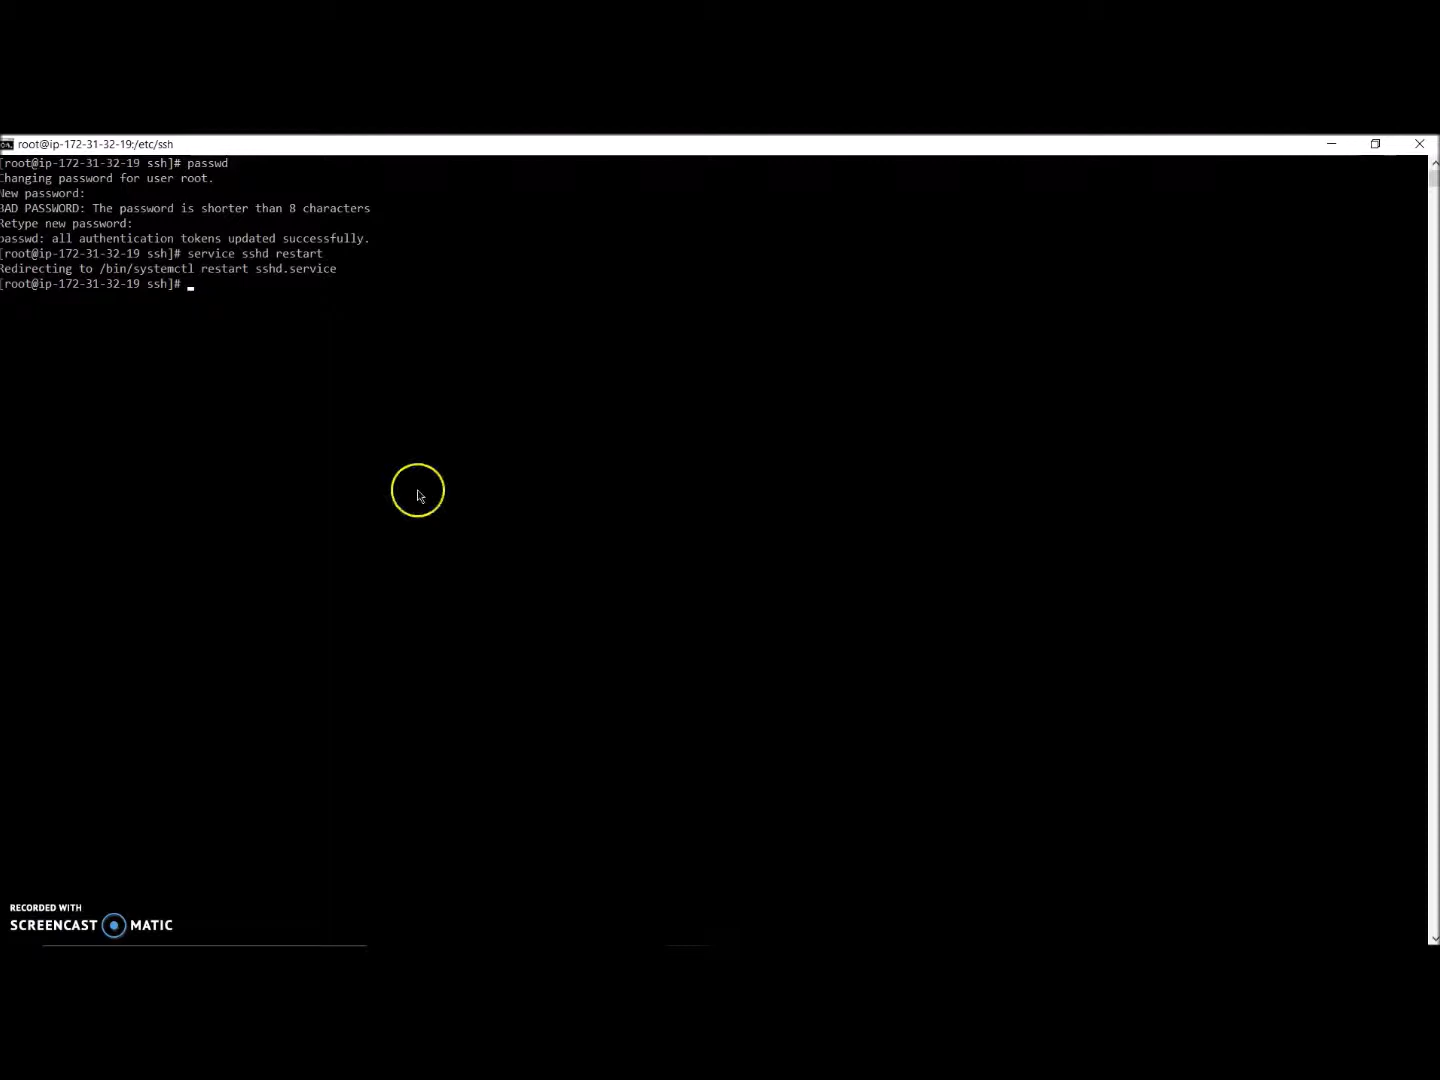 root@ip-172-31-32-19:/etc/ssh
[root@ip-172-31-32-19 ssh]# passwd
Changing password for user root.
New password:
BAD PASSWORD: The password is shorter than 8 characters
Retype new password:
passwd: all authentication tokens updated successfully.
[root@ip-172-31-32-19 ssh]# service sshd restart
Redirecting to /bin/systemctl restart sshd.service
[root@ip-172-31-32-19 ssh]#
RECORDED WITH
SCREENCAST MATIC